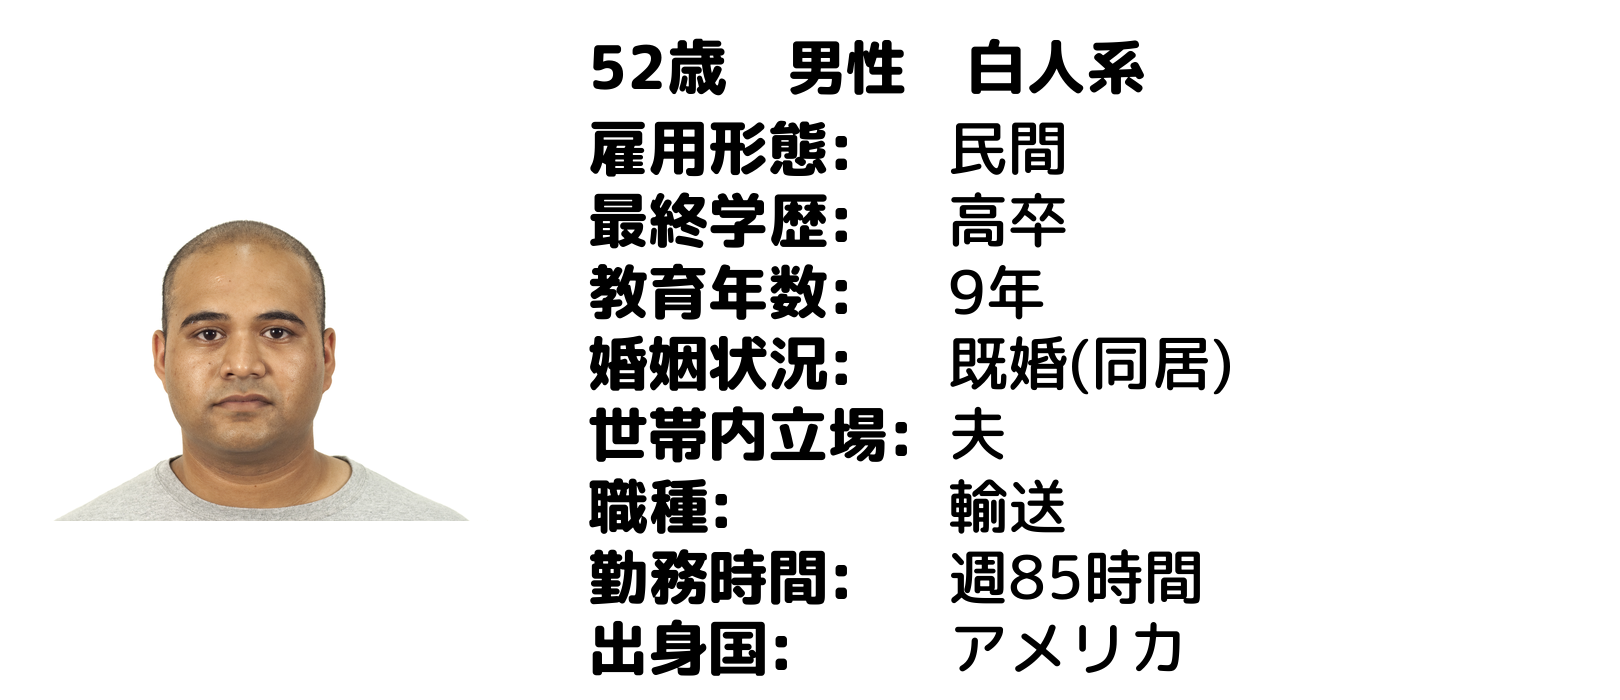 52歳　男性　白人系
雇用形態:　民間
最終学歴:　高卒
教育年数:　9年
婚姻状況:　既婚(同居)
世帯内立場:　夫
職種:　輸送
勤務時間:　週85時間
出身国:　アメリカ